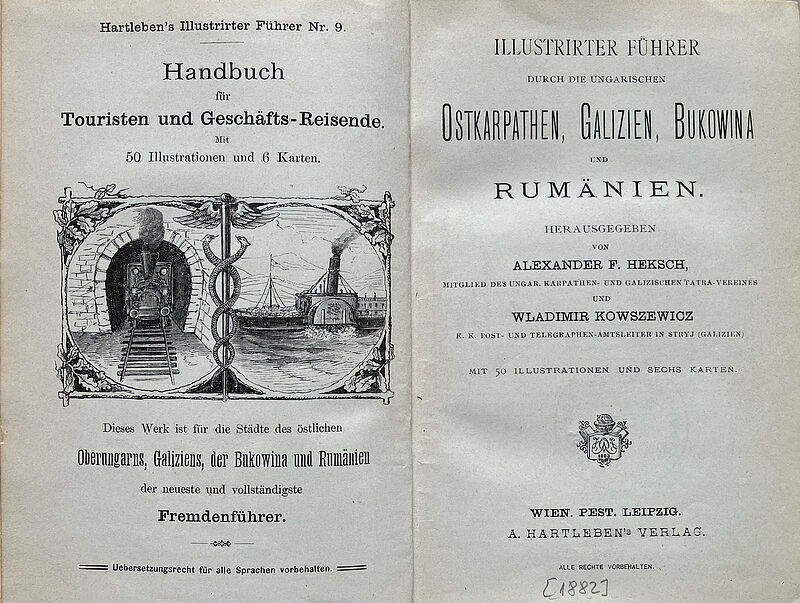 Hartleben's Illustrirter Führer Nr. 9.
Handbuch
für
Touristen und Geschäfts-Reisende.
Mit
50 Illustrationen und 6 Karten.
Dieses Werk ist für die Städte des östlichen
Oberungarns, Galiziens, der Bukowina und Rumänien
der neueste und vollständigste
Fremdenführer.
Uebersetzungsrecht für alle Sprachen vorbehalten.
ILLUSTRIRTER FÜHRER
DURCH DIE UNGARISCHEN
OSTKARPATHEN, GALIZIEN, BUKOWINA
UND
RUMÄNIEN.
HERAUSGEGEBEN
VON
ALEXANDER F. HEKSCH,
MITGLIED DES UNGAR. KARPATHEN- UND GALIZISCHEN TATRA-VEREINES
UND
WLADIMIR KOWSZEWICZ
K. K. POST- UND TELEGRAPHEN-AMTSLEITER IN STRYJ (GALIZIEN)
MIT 50 ILLUSTRATIONEN UND SECHS KARTEN.
WIEN. PEST. LEIPZIG.
A. HARTLEBEN'S VERLAG.
ALLE RECHTE VORBEHALTEN.
[1882]